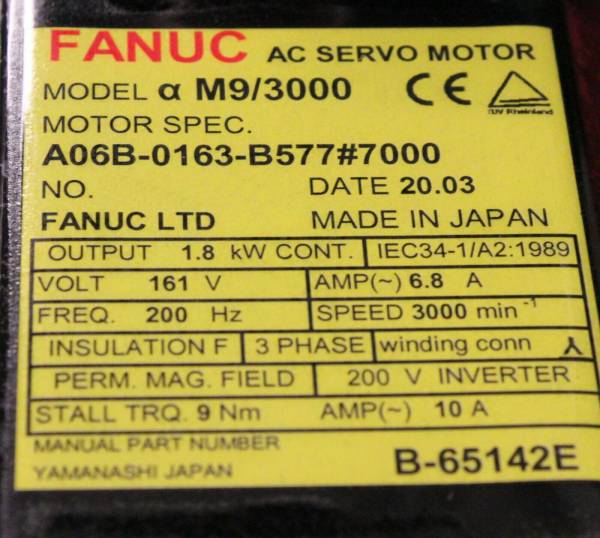 FANUC AC SERVO MOTOR
MODEL α M9/3000 CE
TUV Rheinland
MOTOR SPEC.
A06B-0163-B577#7000
NO. DATE 20.03
FANUC LTD MADE IN JAPAN
OUTPUT 1.8 kW CONT. IEC34-1/A2:1989
VOLT 161 V AMP(~) 6.8 A
FREQ. 200 Hz SPEED 3000 min⁻¹
INSULATION F 3 PHASE winding conn
PERM. MAG. FIELD 200 V INVERTER
STALL TRQ. 9 Nm AMP(~) 10 A
MANUAL PART NUMBER
YAMANASHI JAPAN B-65142E